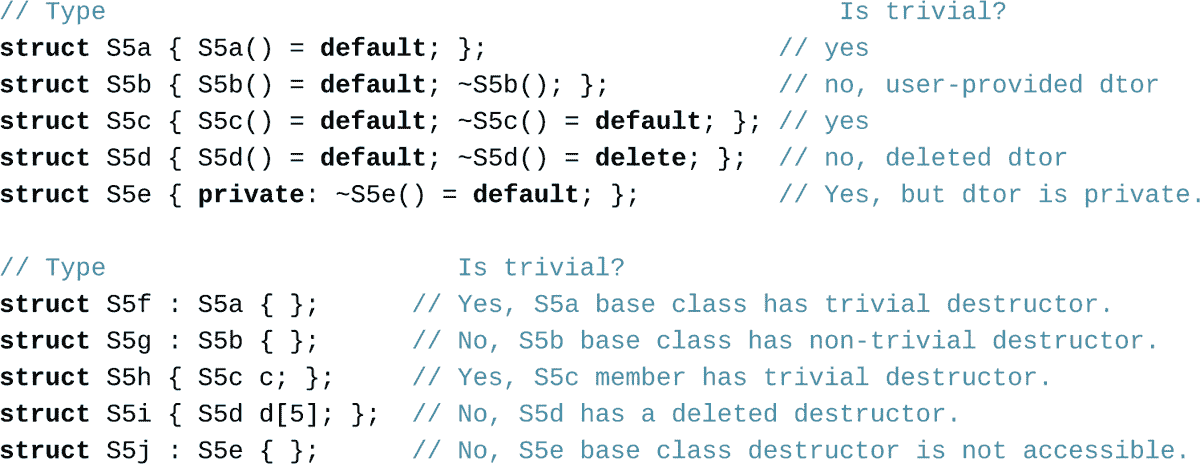 // Type                                                Is trivial?
struct S5a { S5a() = default; };                   // yes
struct S5b { S5b() = default; ~S5b(); };           // no, user-provided dtor
struct S5c { S5c() = default; ~S5c() = default; }; // yes
struct S5d { S5d() = default; ~S5d() = delete; };  // no, deleted dtor
struct S5e { private: ~S5e() = default; };         // Yes, but dtor is private.

// Type                       Is trivial?
struct S5f : S5a { };      // Yes, S5a base class has trivial destructor.
struct S5g : S5b { };      // No, S5b base class has non-trivial destructor.
struct S5h { S5c c; };     // Yes, S5c member has trivial destructor.
struct S5i { S5d d[5]; };  // No, S5d has a deleted destructor.
struct S5j : S5e { };      // No, S5e base class destructor is not accessible.